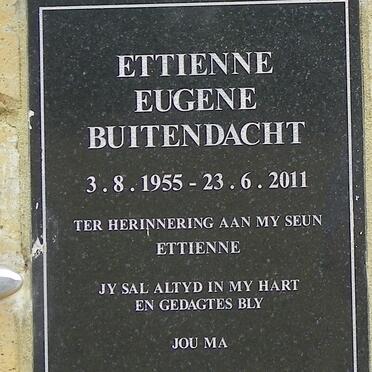 ETTIENNE
EUGENE
BUITENDACHT
3.8.1955 - 23.6.2011
TER HERINNERING AAN MY SEUN
ETTIENNE
JY SAL ALTYD IN MY HART
EN GEDAGTES BLY
JOU MA